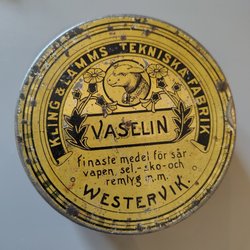 KLING & LAMMS TEKNISKA FABRIK
VASELIN
Finaste medel för sår
vapen, sel-, sko- och
remtyg m.m.
WESTERVIK.